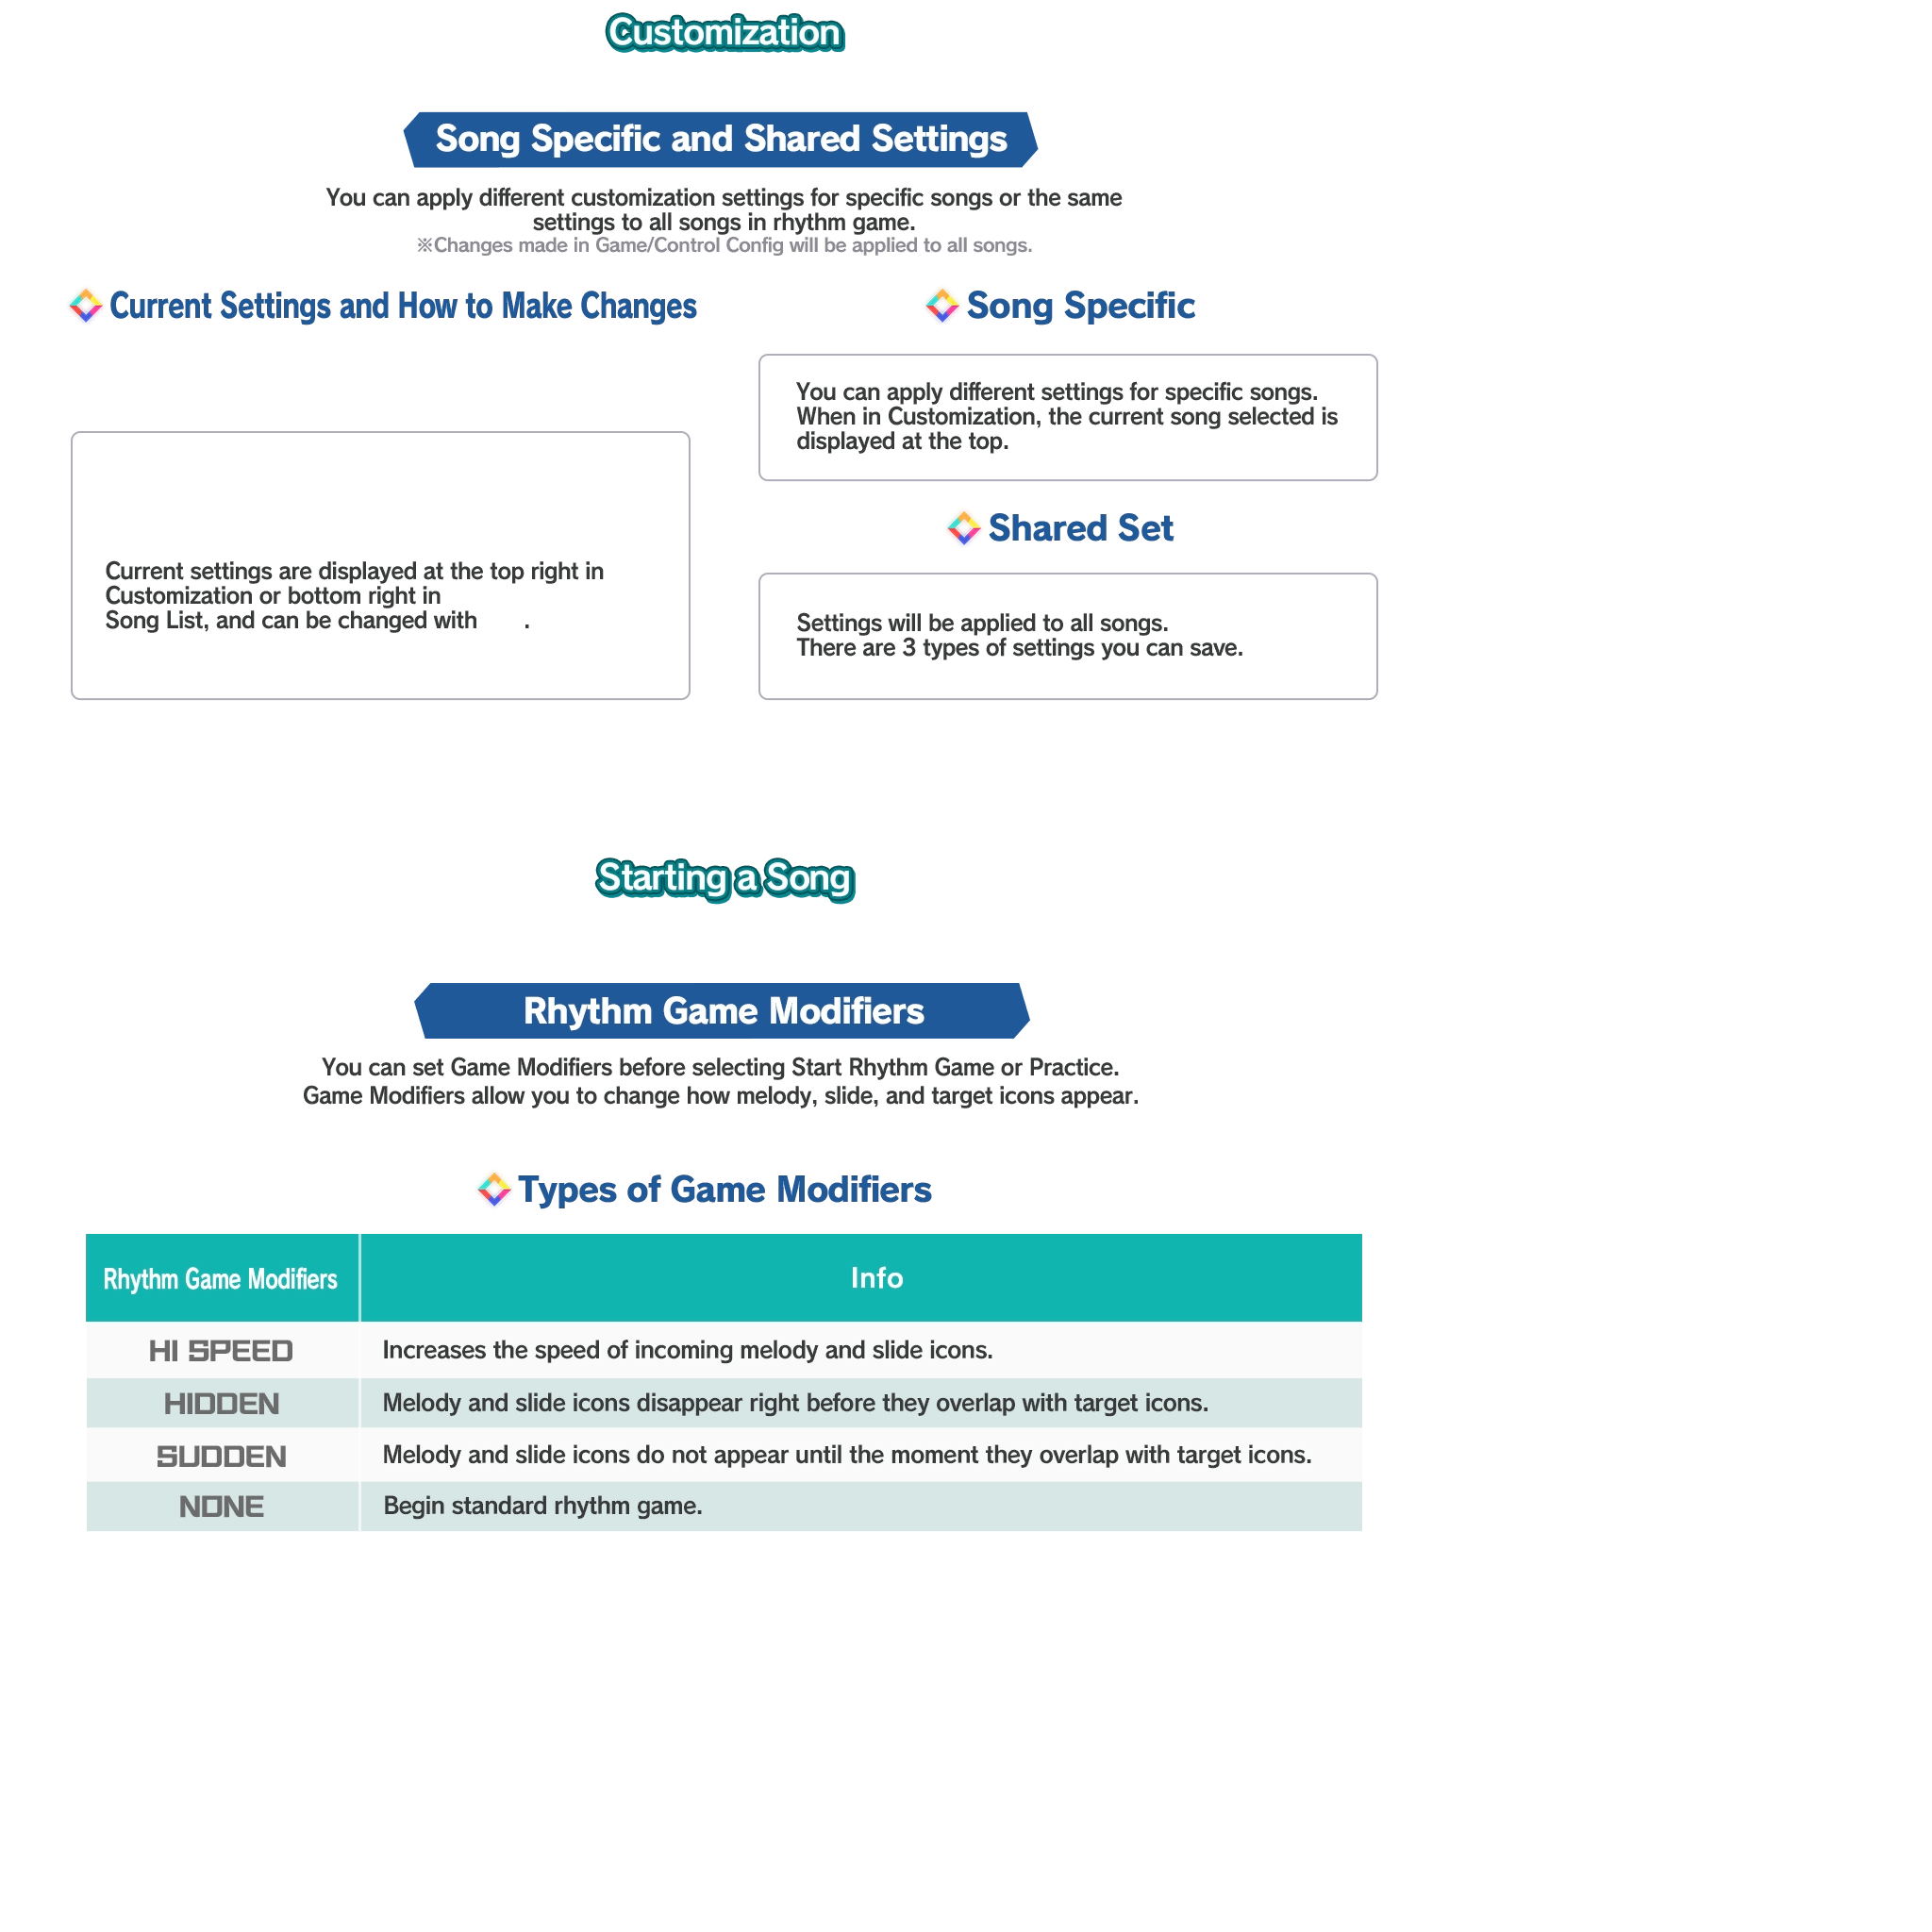 Customization
Song Specific and Shared Settings
You can apply different customization settings for specific songs or the same
settings to all songs in rhythm game.
※Changes made in Game/Control Config will be applied to all songs.
Current Settings and How to Make Changes
Current settings are displayed at the top right in
Customization or bottom right in
Song List, and can be changed with .
Song Specific
You can apply different settings for specific songs.
When in Customization, the current song selected is
displayed at the top.
Shared Set
Settings will be applied to all songs.
There are 3 types of settings you can save.
Starting a Song
Rhythm Game Modifiers
You can set Game Modifiers before selecting Start Rhythm Game or Practice.
Game Modifiers allow you to change how melody, slide, and target icons appear.
Types of Game Modifiers
Rhythm Game Modifiers Info
HI SPEED Increases the speed of incoming melody and slide icons.
HIDDEN Melody and slide icons disappear right before they overlap with target icons.
SUDDEN Melody and slide icons do not appear until the moment they overlap with target icons.
NONE Begin standard rhythm game.